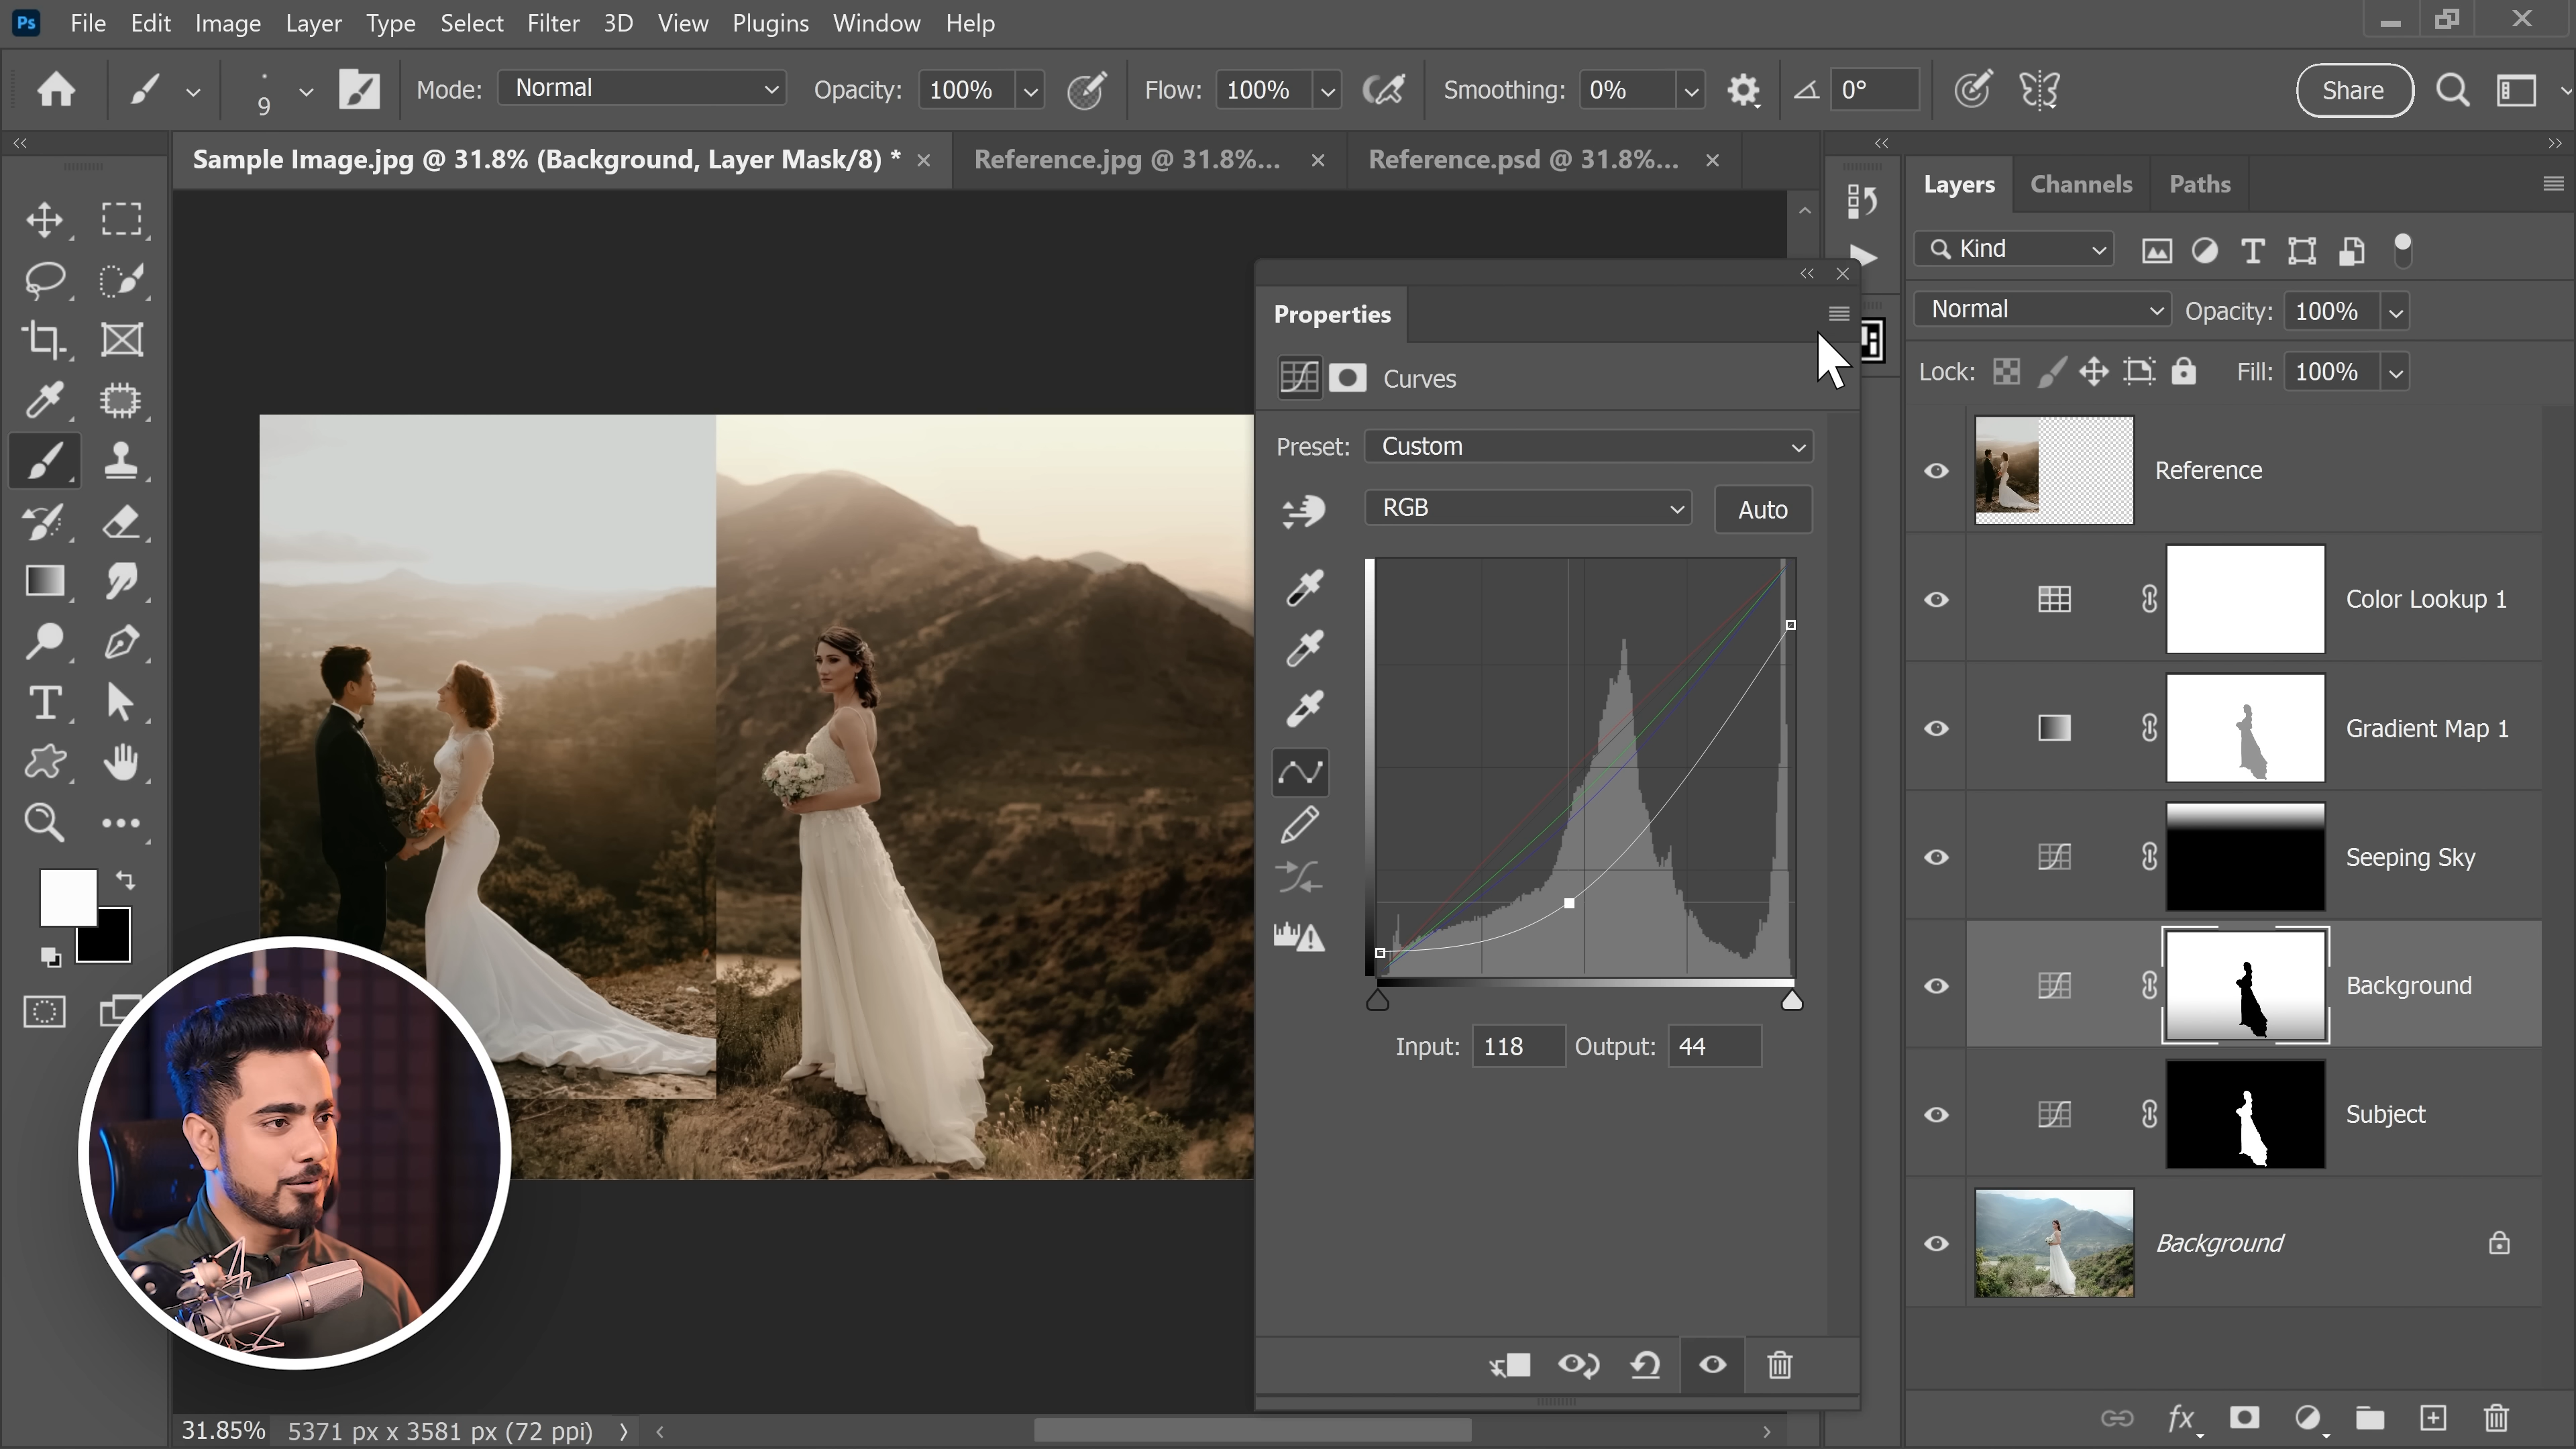 Ps File Edit Image Layer Type Select Filter 3D View Plugins Window Help
9 Mode: Normal Opacity: 100% Flow: 100% Smoothing: 0% 0° Share
Sample Image.jpg @ 31.8% (Background, Layer Mask/8) * Reference.jpg @ 31.8%... Reference.psd @ 31.8%...
Properties
Curves
Preset: Custom
RGB Auto
Input: 118 Output: 44
Layers Channels Paths
Kind
Normal Opacity: 100%
Lock: Fill: 100%
Reference
Color Lookup 1
Gradient Map 1
Seeping Sky
Background
Subject
Background
fx
31.85% 5371 px x 3581 px (72 ppi)